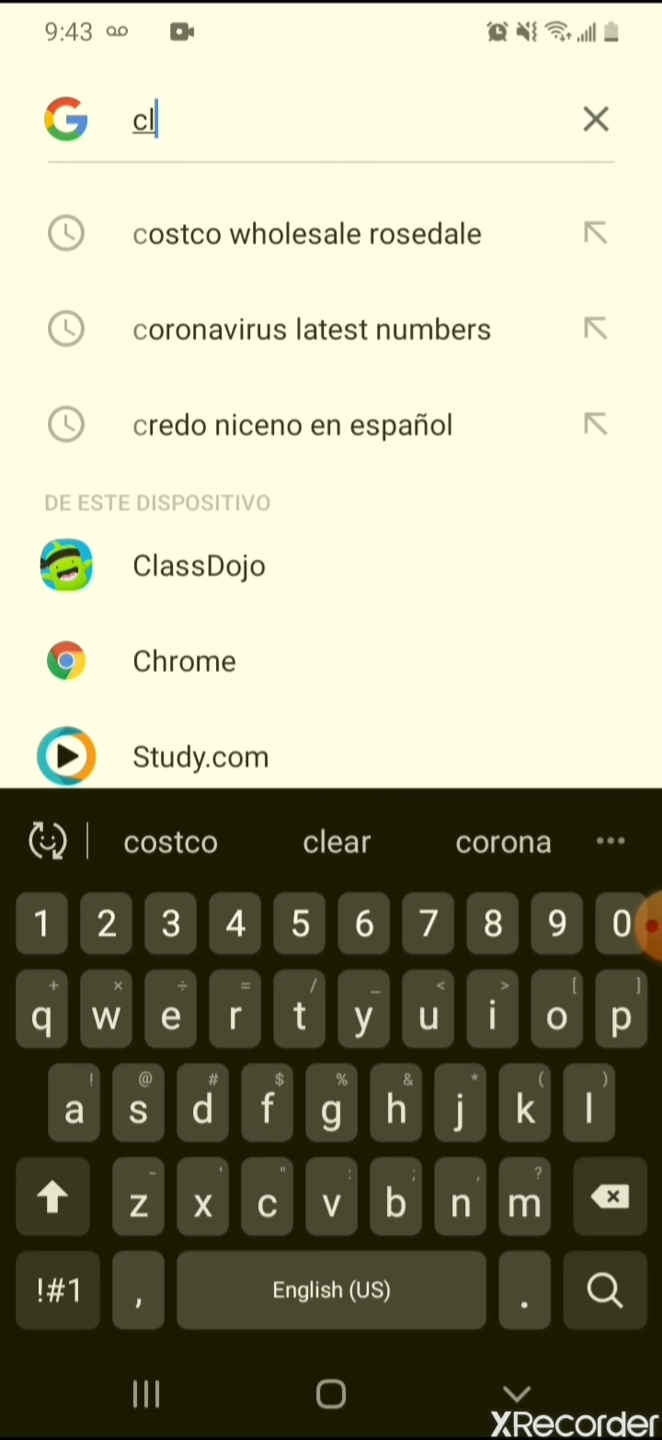 9:43
cl
costco wholesale rosedale
coronavirus latest numbers
credo niceno en español
DE ESTE DISPOSITIVO
ClassDojo
Chrome
Study.com
costco clear corona
1 2 3 4 5 6 7 8 9 0
+ × ÷ = / _ < > [ ]
q w e r t y u i o p
! @ # $ % & * ( )
a s d f g h j k l
- ' " : ; , ?
z x c v b n m
!#1 , English (US) .
XRecorder